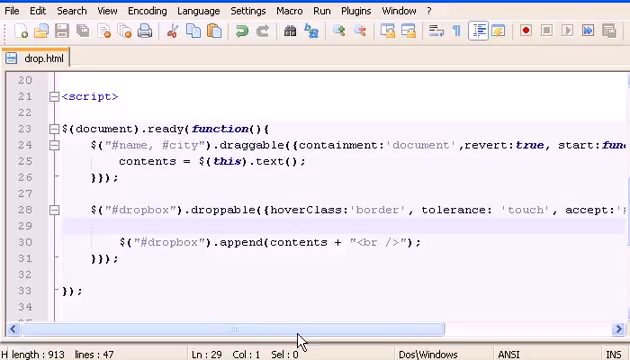 File Edit Search View Encoding Language Settings Macro Run Plugins Window ?
drop.html
20
21 <script>
22
23 $(document).ready(function(){
24 $("#name, #city").draggable({containment:'document',revert:true, start:func
25 contents = $(this).text();
26 }});
27
28 $("#dropbox").droppable({hoverClass:'border', tolerance: 'touch', accept:'
29
30 $("#dropbox").append(contents + "<br />");
31 }});
32
33 });
34
H length : 913 lines : 47 Ln : 29 Col : 1 Sel : 0 Dos\Windows ANSI INS